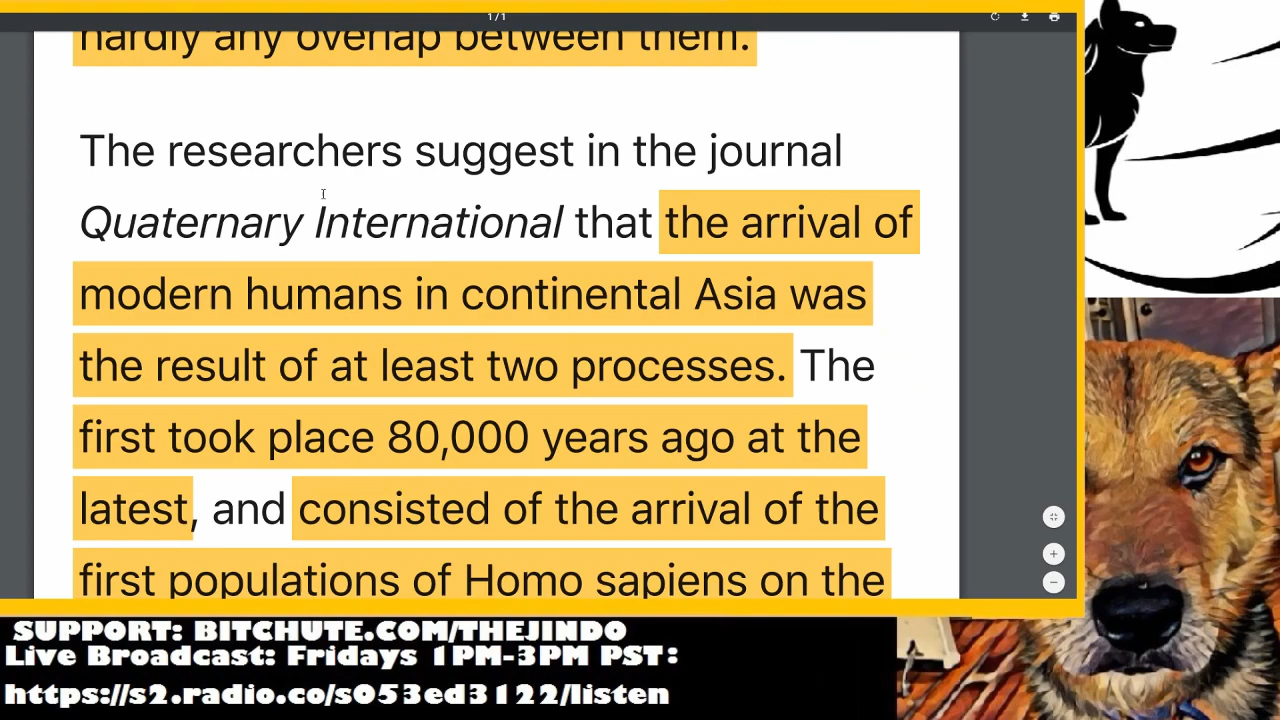 1/1
hardly any overlap between them.
The researchers suggest in the journal
Quaternary International that the arrival of
modern humans in continental Asia was
the result of at least two processes. The
first took place 80,000 years ago at the
latest, and consisted of the arrival of the
first populations of Homo sapiens on the
SUPPORT: BITCHUTE.COM/THEJINDO
Live Broadcast: Fridays 1PM-3PM PST:
https://s2.radio.co/s053ed3122/listen